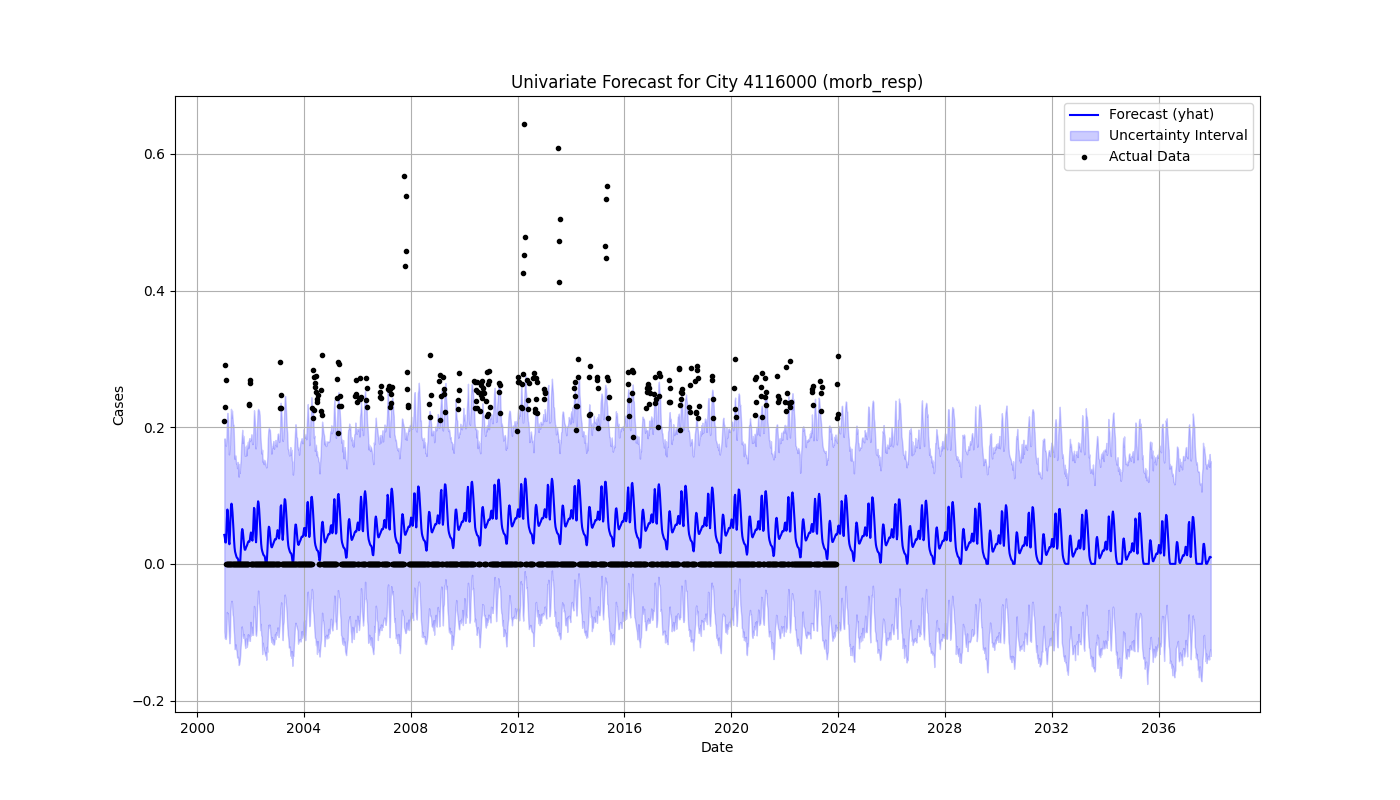 Univariate Forecast for City 4116000 (morb_resp)
Forecast (yhat)
Uncertainty Interval
Actual Data
Cases
0.6
0.4
0.2
0.0
−0.2
2000 2004 2008 2012 2016 2020 2024 2028 2032 2036
Date